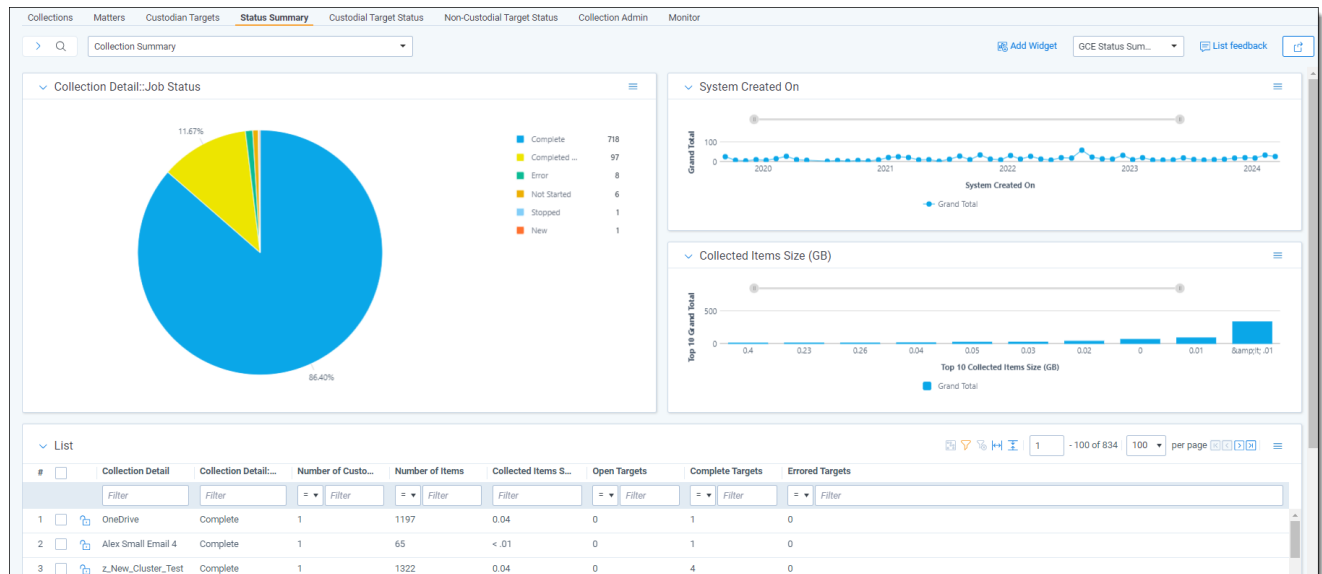 Collections Matters Custodian Targets Status Summary Custodial Target Status Non-Custodial Target Status Collection Admin Monitor
Collection Summary Add Widget GCE Status Sum... List feedback
Collection Detail::Job Status
11.67%
86.40%
Complete 718
Completed ... 97
Error 8
Not Started 6
Stopped 1
New 1
System Created On
Grand Total
100
0
2020 2021 2022 2023 2024
System Created On
Grand Total
Collected Items Size (GB)
Top 10 Grand Total
500
0
0.4 0.23 0.26 0.04 0.05 0.03 0.02 0 0.01 &amp;lt; .01
Top 10 Collected Items Size (GB)
Grand Total
List 1 - 100 of 834 100 per page
# Collection Detail Collection Detail:... Number of Custo... Number of Items Collected Items S... Open Targets Complete Targets Errored Targets
Filter Filter = Filter = Filter Filter = Filter = Filter = Filter
1 OneDrive Complete 1 1197 0.04 0 1 0
2 Alex Small Email 4 Complete 1 65 < .01 0 1 0
3 z_New_Cluster_Test Complete 1 1322 0.04 0 4 0